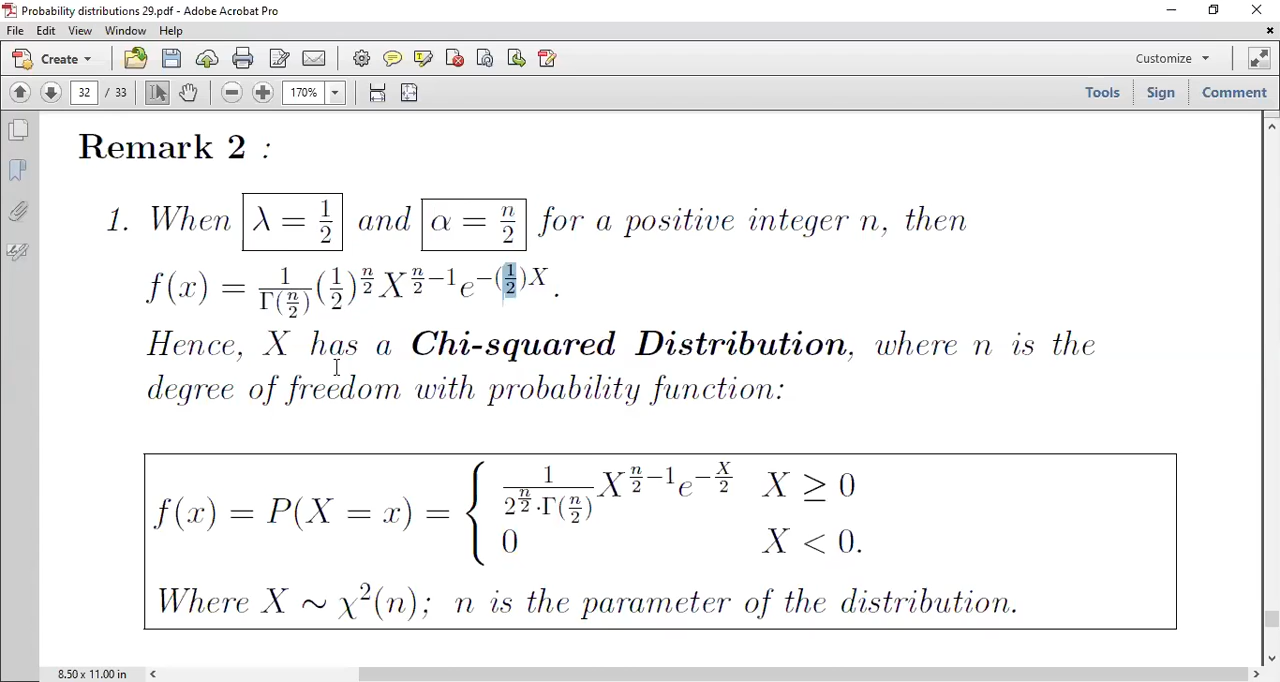 Probability distributions 29.pdf - Adobe Acrobat Pro
File Edit View Window Help
Create Customize
32 / 33 170% Tools Sign Comment
Remark 2 :
1. When λ = 1/2 and α = n/2 for a positive integer n, then
f(x) = 1/Γ(n/2) (1/2)^(n/2) X^(n/2 −1) e^(−(1/2)X) .
Hence, X has a Chi-squared Distribution, where n is the
degree of freedom with probability function:
f(x) = P(X = x) = { 1/(2^(n/2) ·Γ(n/2)) X^(n/2 −1) e^(−X/2) X ≥ 0
0 X < 0.
Where X ∼ χ²(n); n is the parameter of the distribution.
8.50 x 11.00 in